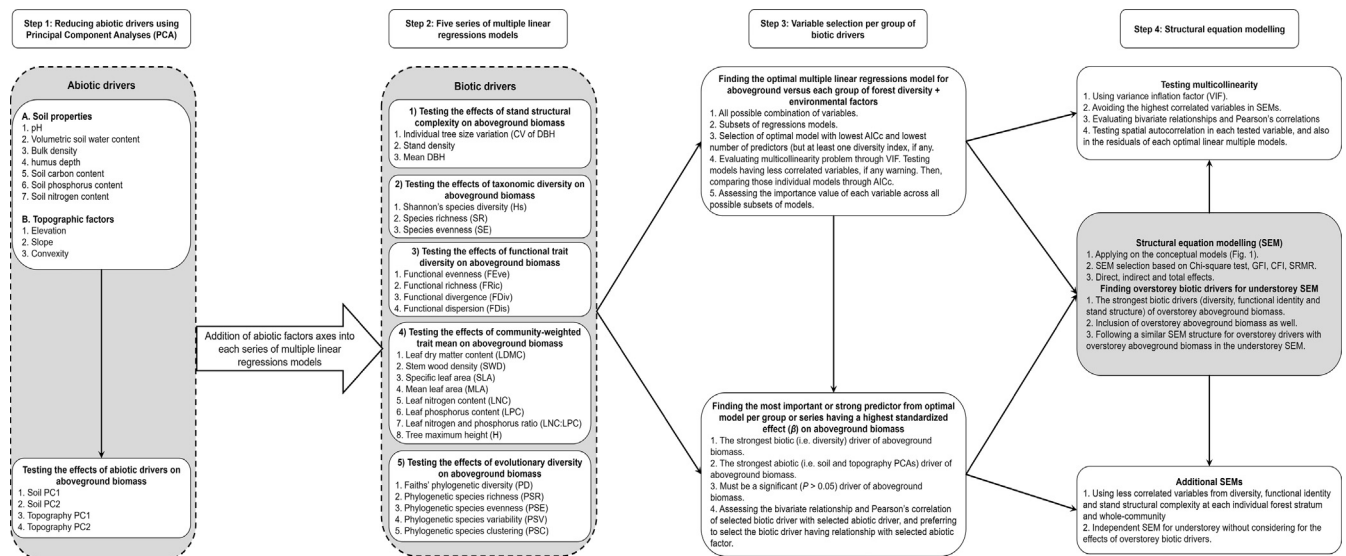 Step 1: Reducing abiotic drivers using
Principal Component Analyses (PCA)
Abiotic drivers
A. Soil properties
1. pH
2. Volumetric soil water content
3. Bulk density
4. humus depth
5. Soil carbon content
6. Soil phosphorus content
7. Soil nitrogen content
B. Topographic factors
1. Elevation
2. Slope
3. Convexity
Testing the effects of abiotic drivers on
aboveground biomass
1. Soil PC1
2. Soil PC2
3. Topography PC1
4. Topography PC2
Addition of abiotic factors axes into
each series of multiple linear
regressions models
Step 2: Five series of multiple linear
regressions models
Biotic drivers
1) Testing the effects of stand structural
complexity on aboveground biomass
1. Individual tree size variation (CV of DBH)
2. Stand density
3. Mean DBH
2) Testing the effects of taxonomic diversity on
aboveground biomass
1. Shannon's species diversity (Hs)
2. Species richness (SR)
3. Species evenness (SE)
3) Testing the effects of functional trait
diversity on aboveground biomass
1. Functional evenness (FEve)
2. Functional richness (FRic)
3. Functional divergence (FDiv)
4. Functional dispersion (FDis)
4) Testing the effects of community-weighted
trait mean on aboveground biomass
1. Leaf dry matter content (LDMC)
2. Stem wood density (SWD)
3. Specific leaf area (SLA)
4. Mean leaf area (MLA)
5. Leaf nitrogen content (LNC)
6. Leaf phosphorus content (LPC)
7. Leaf nitrogen and phosphorus ratio (LNC:LPC)
8. Tree maximum height (H)
5) Testing the effects of evolutionary diversity
on aboveground biomass
1. Faiths' phylogenetic diversity (PD)
2. Phylogenetic species richness (PSR)
3. Phylogenetic species evenness (PSE)
4. Phylogenetic species variability (PSV)
5. Phylogenetic species clustering (PSC)
Step 3: Variable selection per group of
biotic drivers
Finding the optimal multiple linear regressions model for
aboveground versus each group of forest diversity +
environmental factors
1. All possible combination of variables.
2. Subsets of regressions models.
3. Selection of optimal model with lowest AICc and lowest
number of predictors (but at least one diversity index, if any.
4. Evaluating multicollinearity problem through VIF. Testing
models having less correlated variables, if any warning. Then,
comparing those individual models through AICc.
5. Assessing the importance value of each variable across all
possible subsets of models.
Finding the most important or strong predictor from optimal
model per group or series having a highest standardized
effect (β) on aboveground biomass
1. The strongest biotic (i.e. diversity) driver of aboveground
biomass.
2. The strongest abiotic (i.e. soil and topography PCAs) driver of
aboveground biomass.
3. Must be a significant (P > 0.05) driver of aboveground
biomass.
4. Assessing the bivariate relationship and Pearson's correlation
of selected biotic driver with selected abiotic driver, and preferring
to select the biotic driver having relationship with selected abiotic
factor.
Step 4: Structural equation modelling
Testing multicollinearity
1. Using variance inflation factor (VIF).
2. Avoiding the highest correlated variables in SEMs.
3. Evaluating bivariate relationships and Pearson's correlations
4. Testing spatial autocorrelation in each tested variable, and also
in the residuals of each optimal linear multiple models.
Structural equation modelling (SEM)
1. Applying on the conceptual models (Fig. 1).
2. SEM selection based on Chi-square test, GFI, CFI, SRMR.
3. Direct, indirect and total effects.
Finding overstorey biotic drivers for understorey SEM
1. The strongest biotic drivers (diversity, functional identity and
stand structure) of overstorey aboveground biomass.
2. Inclusion of overstorey aboveground biomass as well.
3. Following a similar SEM structure for overstorey drivers with
overstorey aboveground biomass in the understorey SEM.
Additional SEMs
1. Using less correlated variables from diversity, functional identity
and stand structural complexity at each individual forest stratum
and whole-community
2. Independent SEM for understorey without considering for the
effects of overstorey biotic drivers.